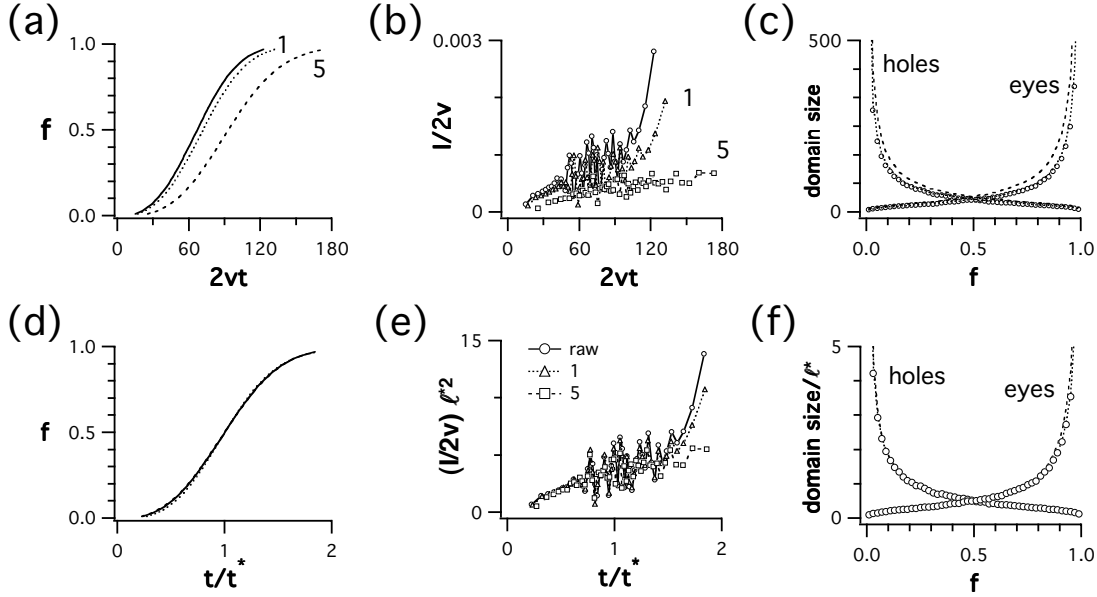 (a)
1.0
0.5
0.0
f
1
5
0
60
120
180
2vt
(b)
0.003
0
I/2v
1
5
0
60
120
180
2vt
(c)
500
0
domain size
holes
eyes
0.0
0.5
1.0
f
(d)
1.0
0.5
0.0
f
0
1
2
t/t*
(e)
15
0
(I/2v) ℓ*2
raw
1
5
0
1
2
t/t*
(f)
5
0
domain size/ℓ*
holes
eyes
0.0
0.5
1.0
f